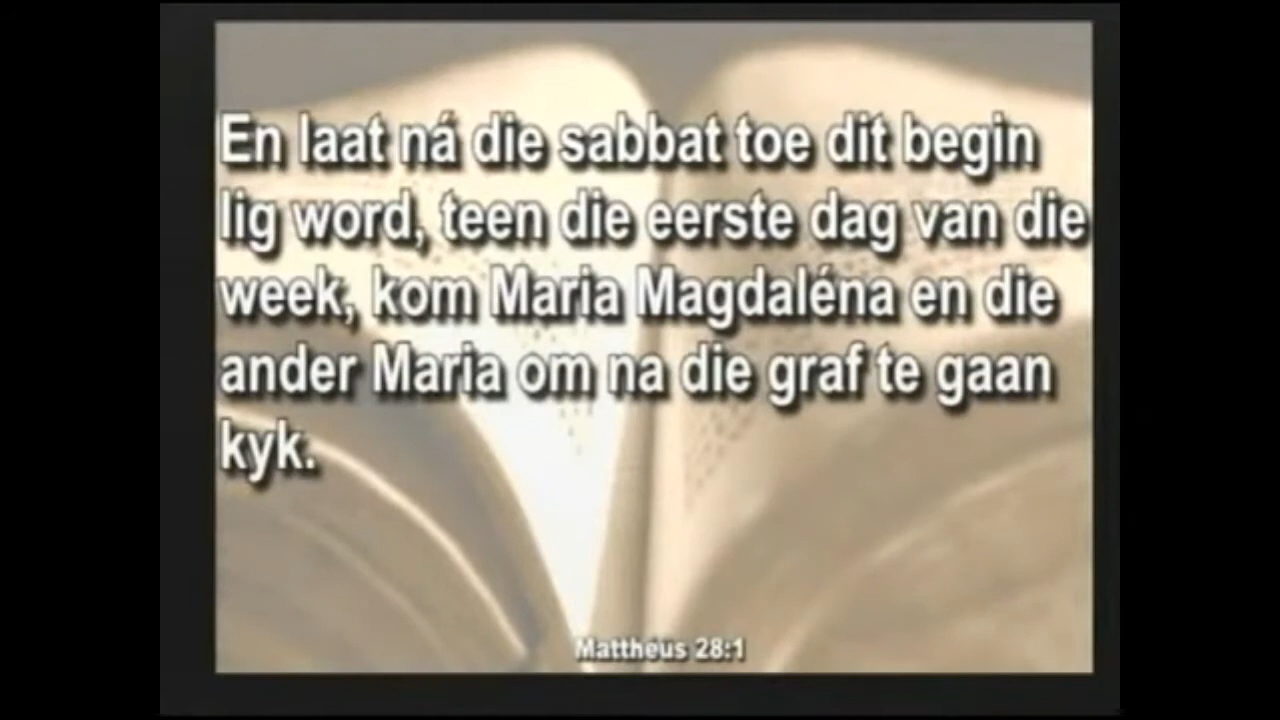 En laat ná die sabbat toe dit begin
lig word, teen die eerste dag van die
week, kom Maria Magdaléna en die
ander Maria om na die graf te gaan
kyk.
Matthéus 28:1